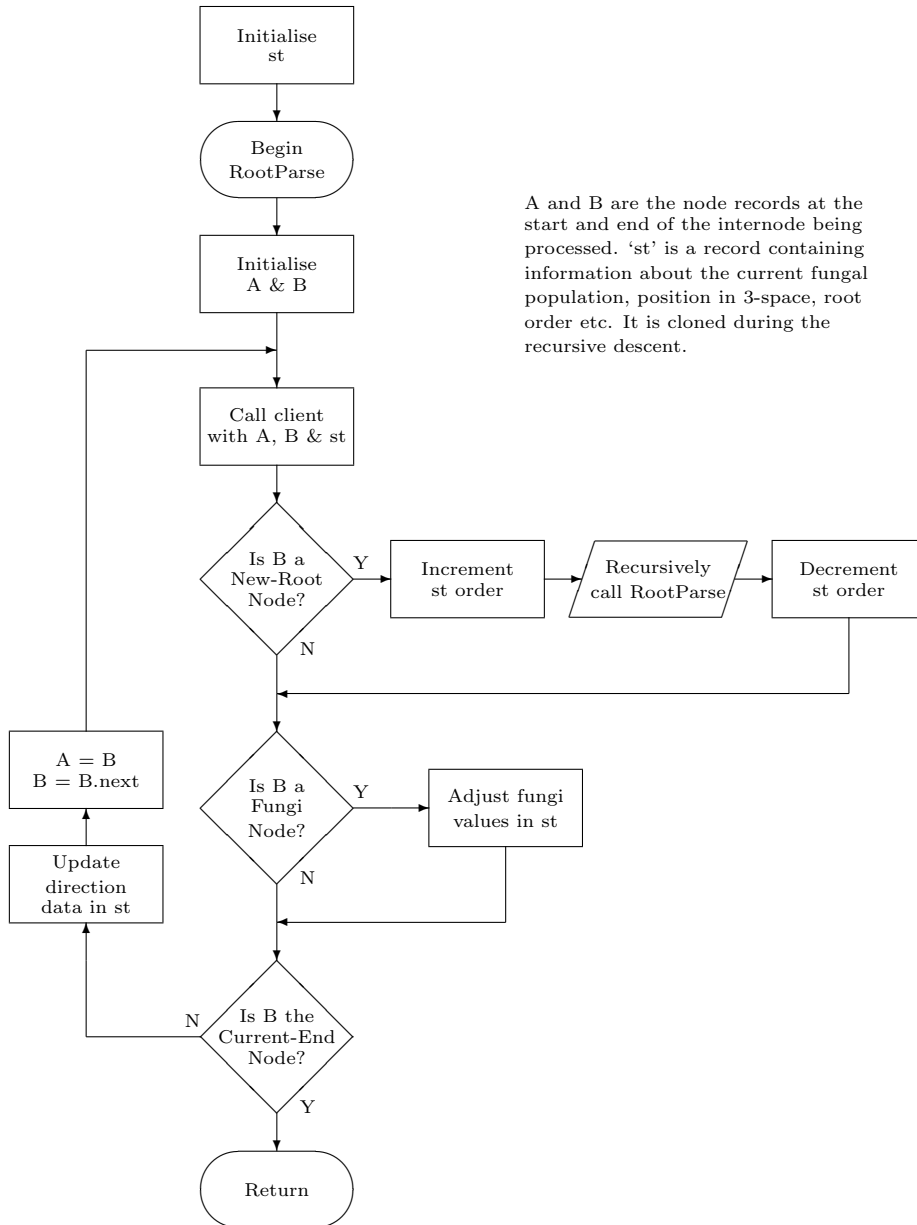 Initialise
st
Begin
RootParse
A and B are the node records at the
start and end of the internode being
processed. ‘st’ is a record containing
information about the current fungal
population, position in 3-space, root
order etc. It is cloned during the
recursive descent.
Initialise
A & B
Call client
with A, B & st
Is B a
New-Root
Node?
Y
N
Increment
st order
Recursively
call RootParse
Decrement
st order
A = B
B = B.next
Is B a
Fungi
Node?
Y
N
Adjust fungi
values in st
Update
direction
data in st
Is B the
Current-End
Node?
N
Y
Return